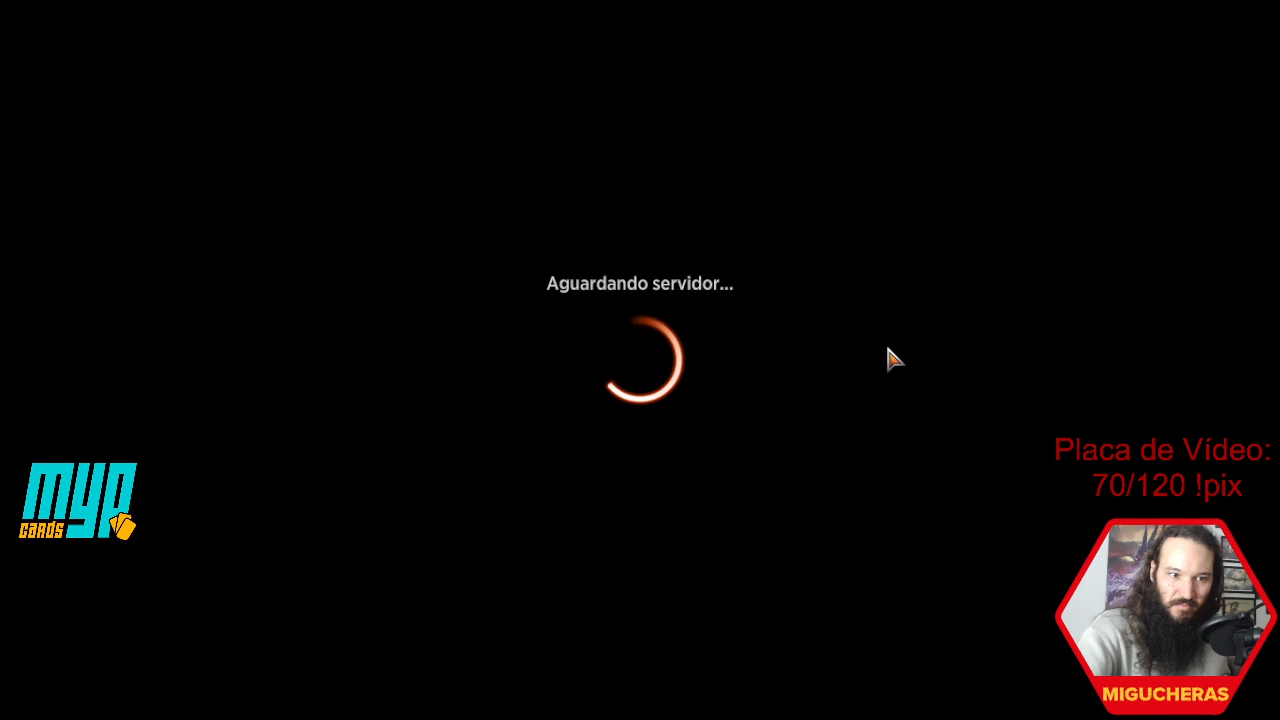 Aguardando servidor...
myp
cards
Placa de Vídeo:
70/120 !pix
MIGUCHERAS